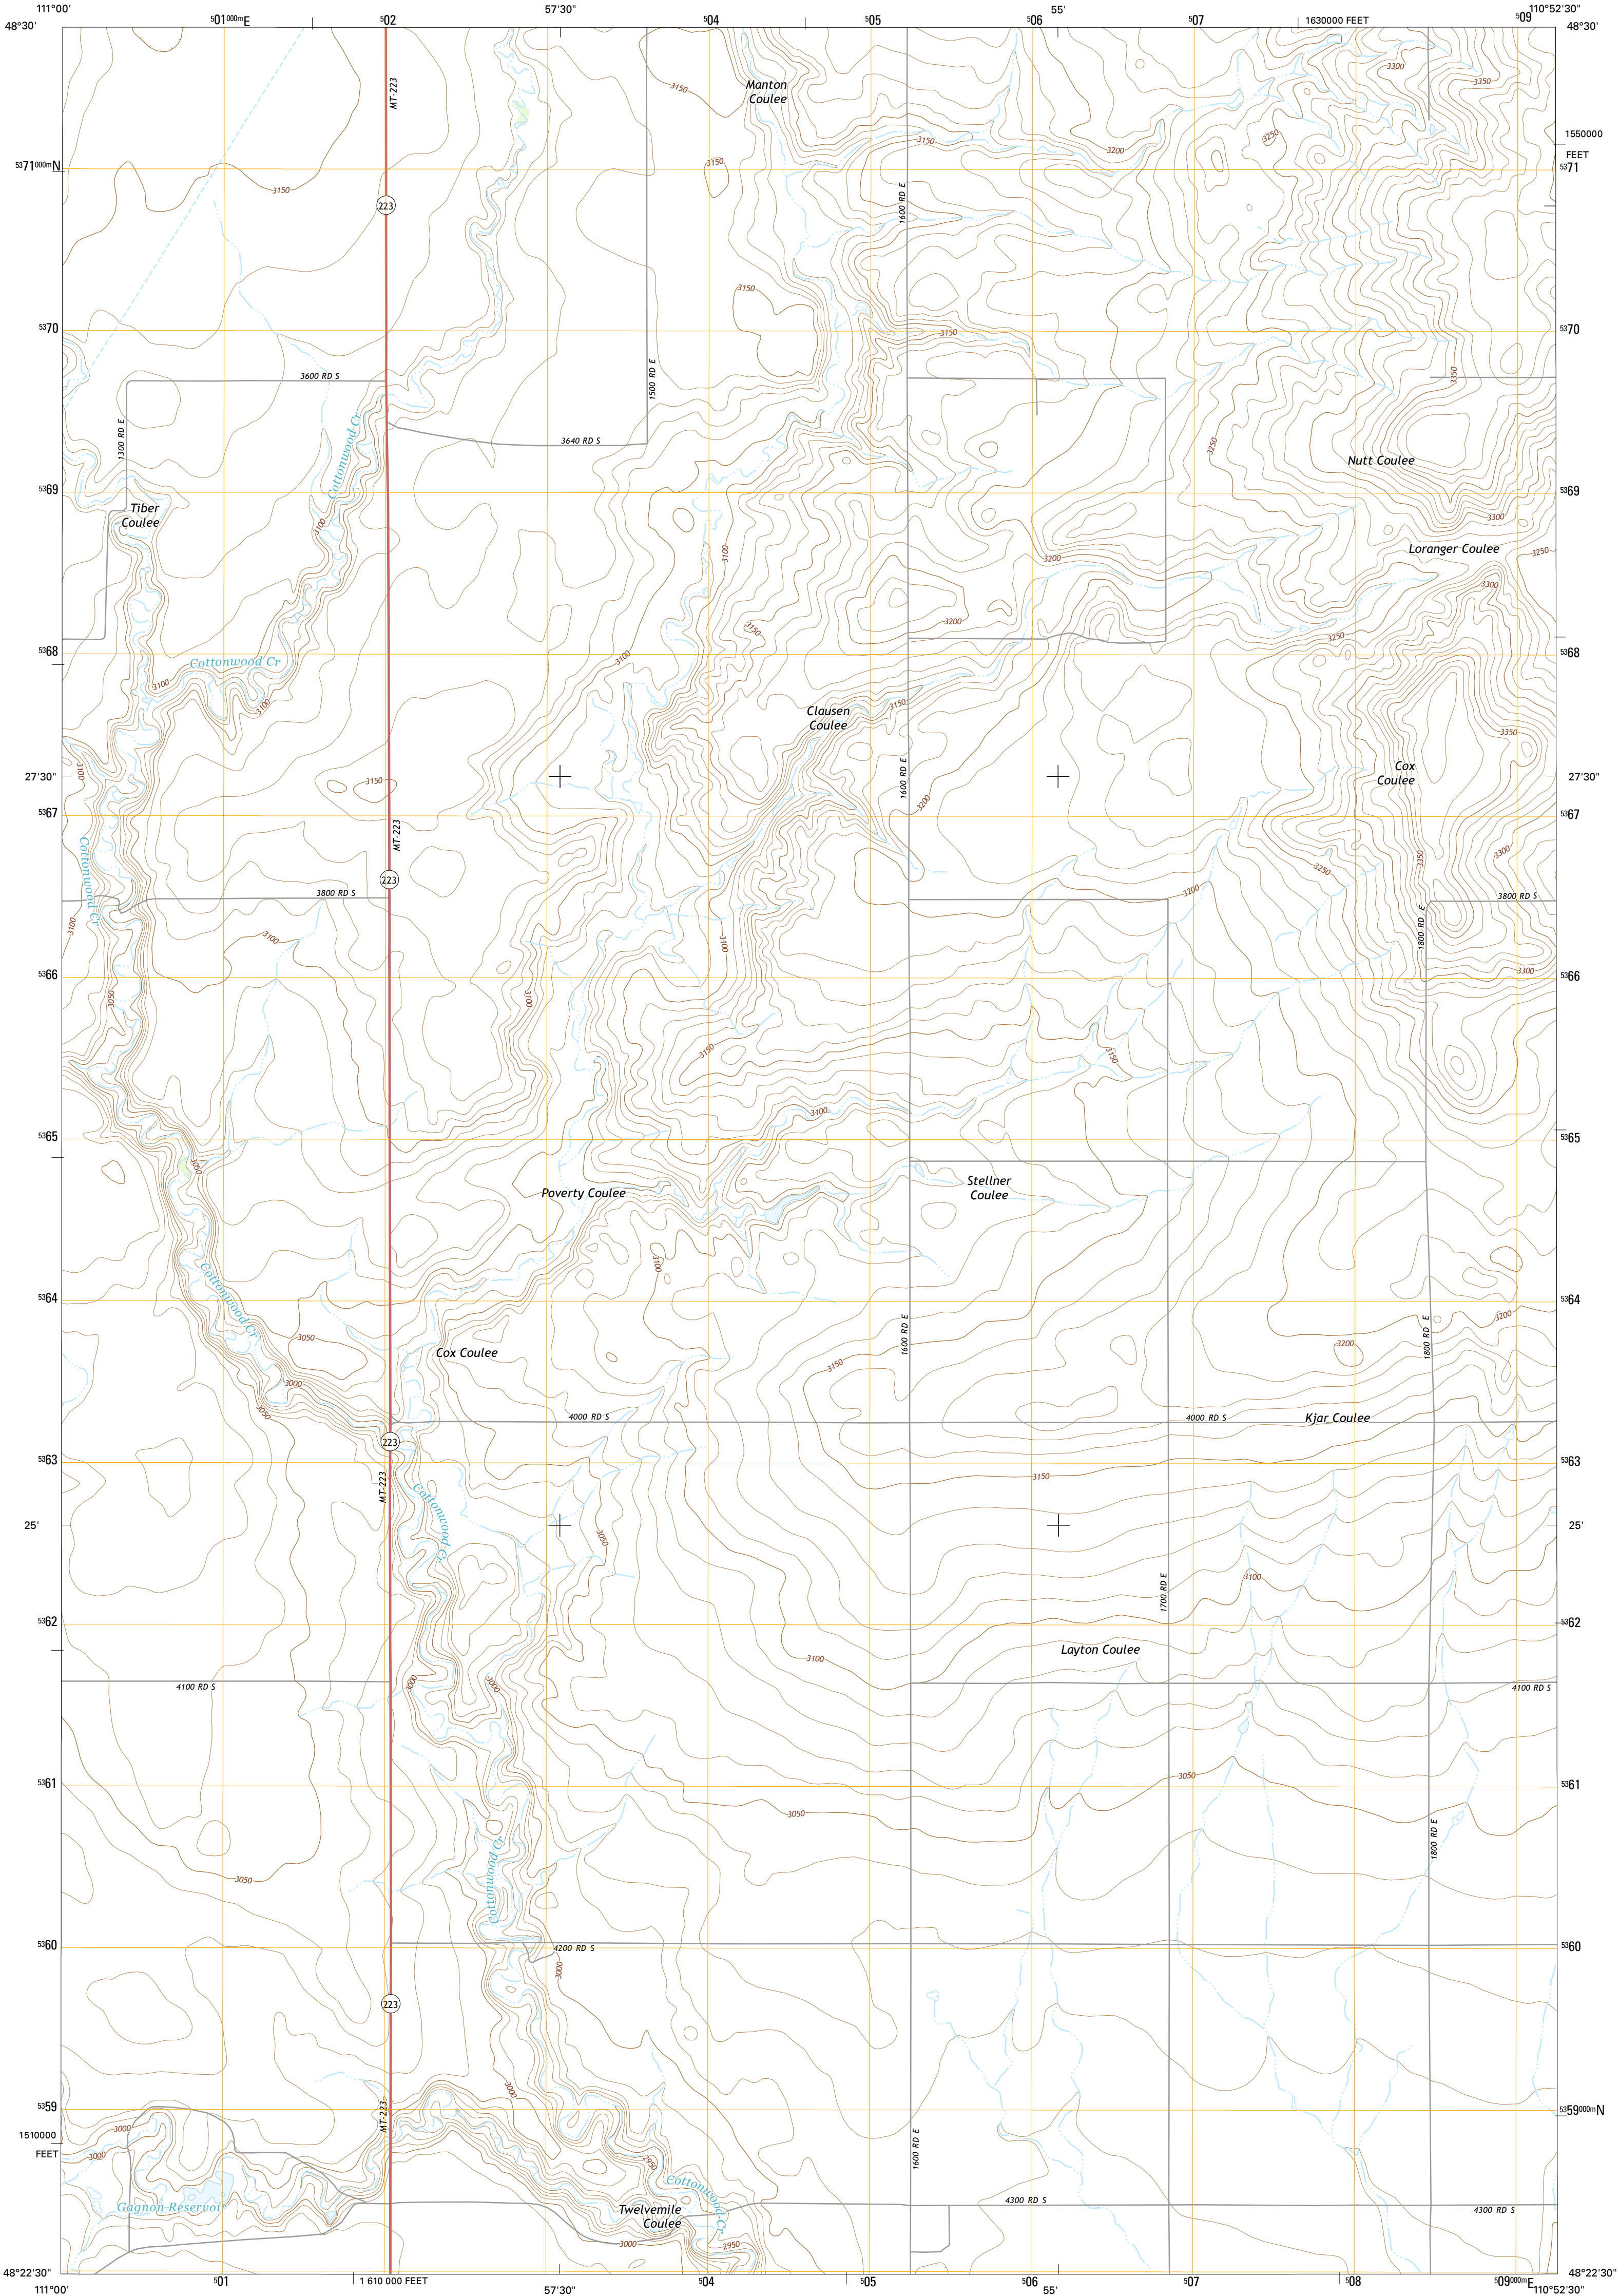 111°00'
501000mE
502
57'30"
504
505
55'
506
507
1630000 FEET
509
110°52'30"
48°30'
48°30'
MT-223
Manton
Coulee
3150
3300
3350
3150
3200
3250
1550000
FEET
5371000mN
5371
3150
3150
223
1600 RD E
3150
3150
5370
5370
3600 RD S
1500 RD E
3350
1300 RD E
Cottonwood Cr
3640 RD S
3250
Nutt Coulee
5369
5369
Tiber
Coulee
3100
3100
3300
3200
Loranger Coulee
3250
3300
3150
3200
3250
5368
5368
Cottonwood Cr
3100
3100
3100
Clausen
Coulee
3150
3350
3100
27'30"
3150
1600 RD E
Cox
Coulee
27'30"
3200
5367
5367
MT-223
Cottonwood Cr
3350
3300
3250
223
3800 RD S
3200
3800 RD S
3100
3100
3100
1800 RD E
5366
5366
3300
3050
3100
3150
3150
3100
5365
5365
3050
Poverty Coulee
Stellner
Coulee
3100
Cottonwood Cr
5364
5364
3050
1600 RD E
3200
1800 RD E
3200
Cox Coulee
3150
3000
3050
4000 RD S
4000 RD S
Kjar Coulee
223
5363
5363
MT-223
3150
Cottonwood Cr
25'
25'
3050
3100
1700 RD E
5362
5362
3100
Layton Coulee
3000
3000
4100 RD S
4100 RD S
3050
5361
5361
3050
1800 RD E
Cottonwood Cr
3050
5360
4200 RD S
5360
3000
223
3000
5359
5359000mN
MT-223
3000
3000
1510000
FEET
1600 RD E
2950
Cottonwood Cr
Gagnon Reservoir
Twelvemile
Coulee
4300 RD S
4300 RD S
3000
2950
48°22'30"
48°22'30"
111°00'
501
1 610 000 FEET
57'30"
504
505
506
55'
507
508
509000mE
110°52'30"